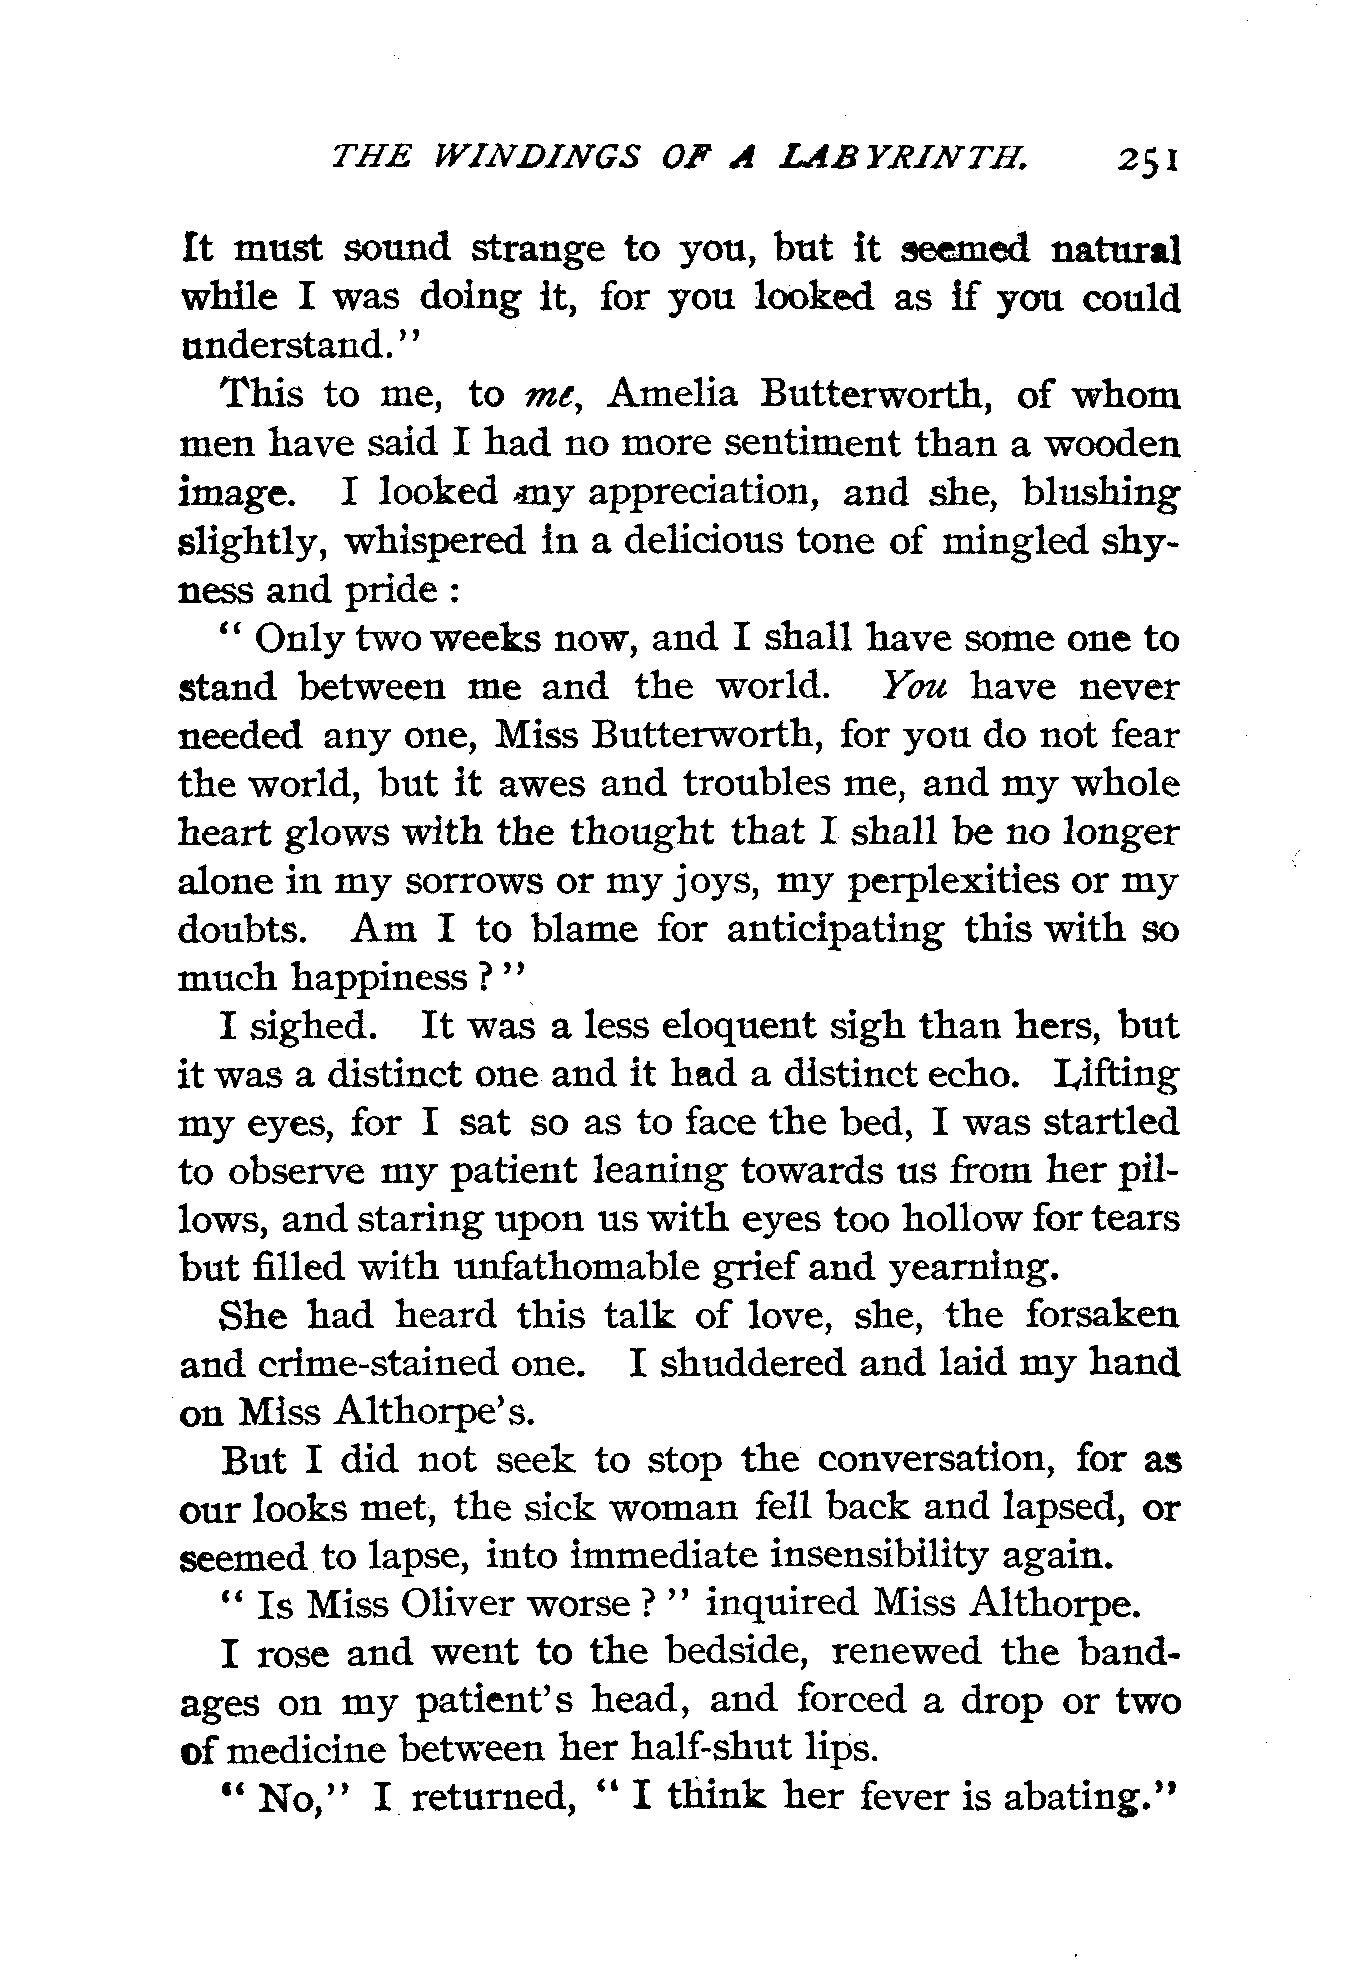 THE WINDINGS OF A LABYRINTH. 251
It must sound strange to you, but it seemed natural
while I was doing it, for you looked as if you could
understand."
This to me, to me, Amelia Butterworth, of whom
men have said I had no more sentiment than a wooden
image. I looked my appreciation, and she, blushing
slightly, whispered in a delicious tone of mingled shy-
ness and pride :
" Only two weeks now, and I shall have some one to
stand between me and the world. You have never
needed any one, Miss Butterworth, for you do not fear
the world, but it awes and troubles me, and my whole
heart glows with the thought that I shall be no longer
alone in my sorrows or my joys, my perplexities or my
doubts. Am I to blame for anticipating this with so
much happiness ? "
I sighed. It was a less eloquent sigh than hers, but
it was a distinct one and it had a distinct echo. Lifting
my eyes, for I sat so as to face the bed, I was startled
to observe my patient leaning towards us from her pil-
lows, and staring upon us with eyes too hollow for tears
but filled with unfathomable grief and yearning.
She had heard this talk of love, she, the forsaken
and crime-stained one. I shuddered and laid my hand
on Miss Althorpe's.
But I did not seek to stop the conversation, for as
our looks met, the sick woman fell back and lapsed, or
seemed to lapse, into immediate insensibility again.
" Is Miss Oliver worse ? " inquired Miss Althorpe.
I rose and went to the bedside, renewed the band-
ages on my patient's head, and forced a drop or two
of medicine between her half-shut lips.
" No," I returned, " I think her fever is abating."